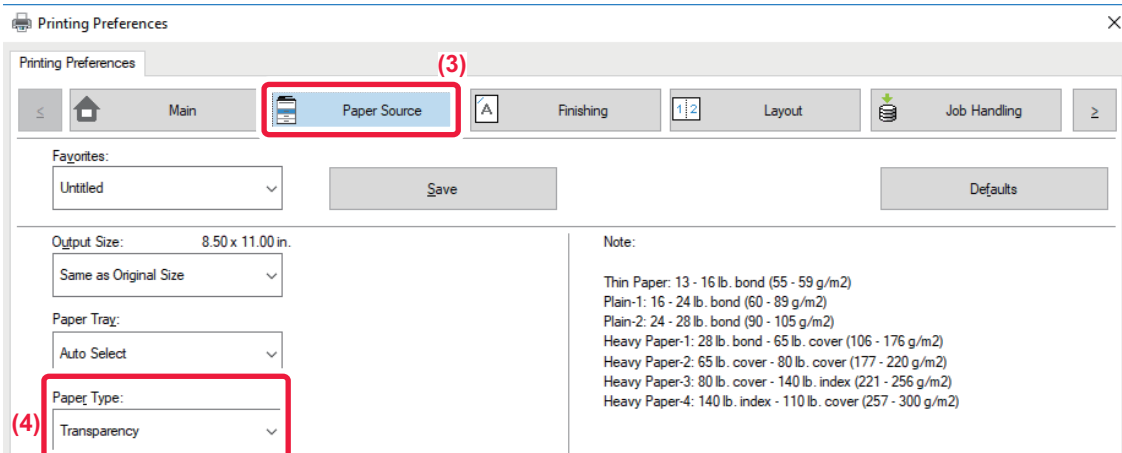 Printing Preferences
Printing Preferences
(3)
< Main Paper Source A Finishing 1 2 Layout Job Handling >
Favorites:
Untitled Save Defaults
Output Size: 8.50 x 11.00 in.
Same as Original Size
Paper Tray:
Auto Select
(4)
Paper Type:
Transparency
Note:
Thin Paper: 13 - 16 lb. bond (55 - 59 g/m2)
Plain-1: 16 - 24 lb. bond (60 - 89 g/m2)
Plain-2: 24 - 28 lb. bond (90 - 105 g/m2)
Heavy Paper-1: 28 lb. bond - 65 lb. cover (106 - 176 g/m2)
Heavy Paper-2: 65 lb. cover - 80 lb. cover (177 - 220 g/m2)
Heavy Paper-3: 80 lb. cover - 140 lb. index (221 - 256 g/m2)
Heavy Paper-4: 140 lb. index - 110 lb. cover (257 - 300 g/m2)